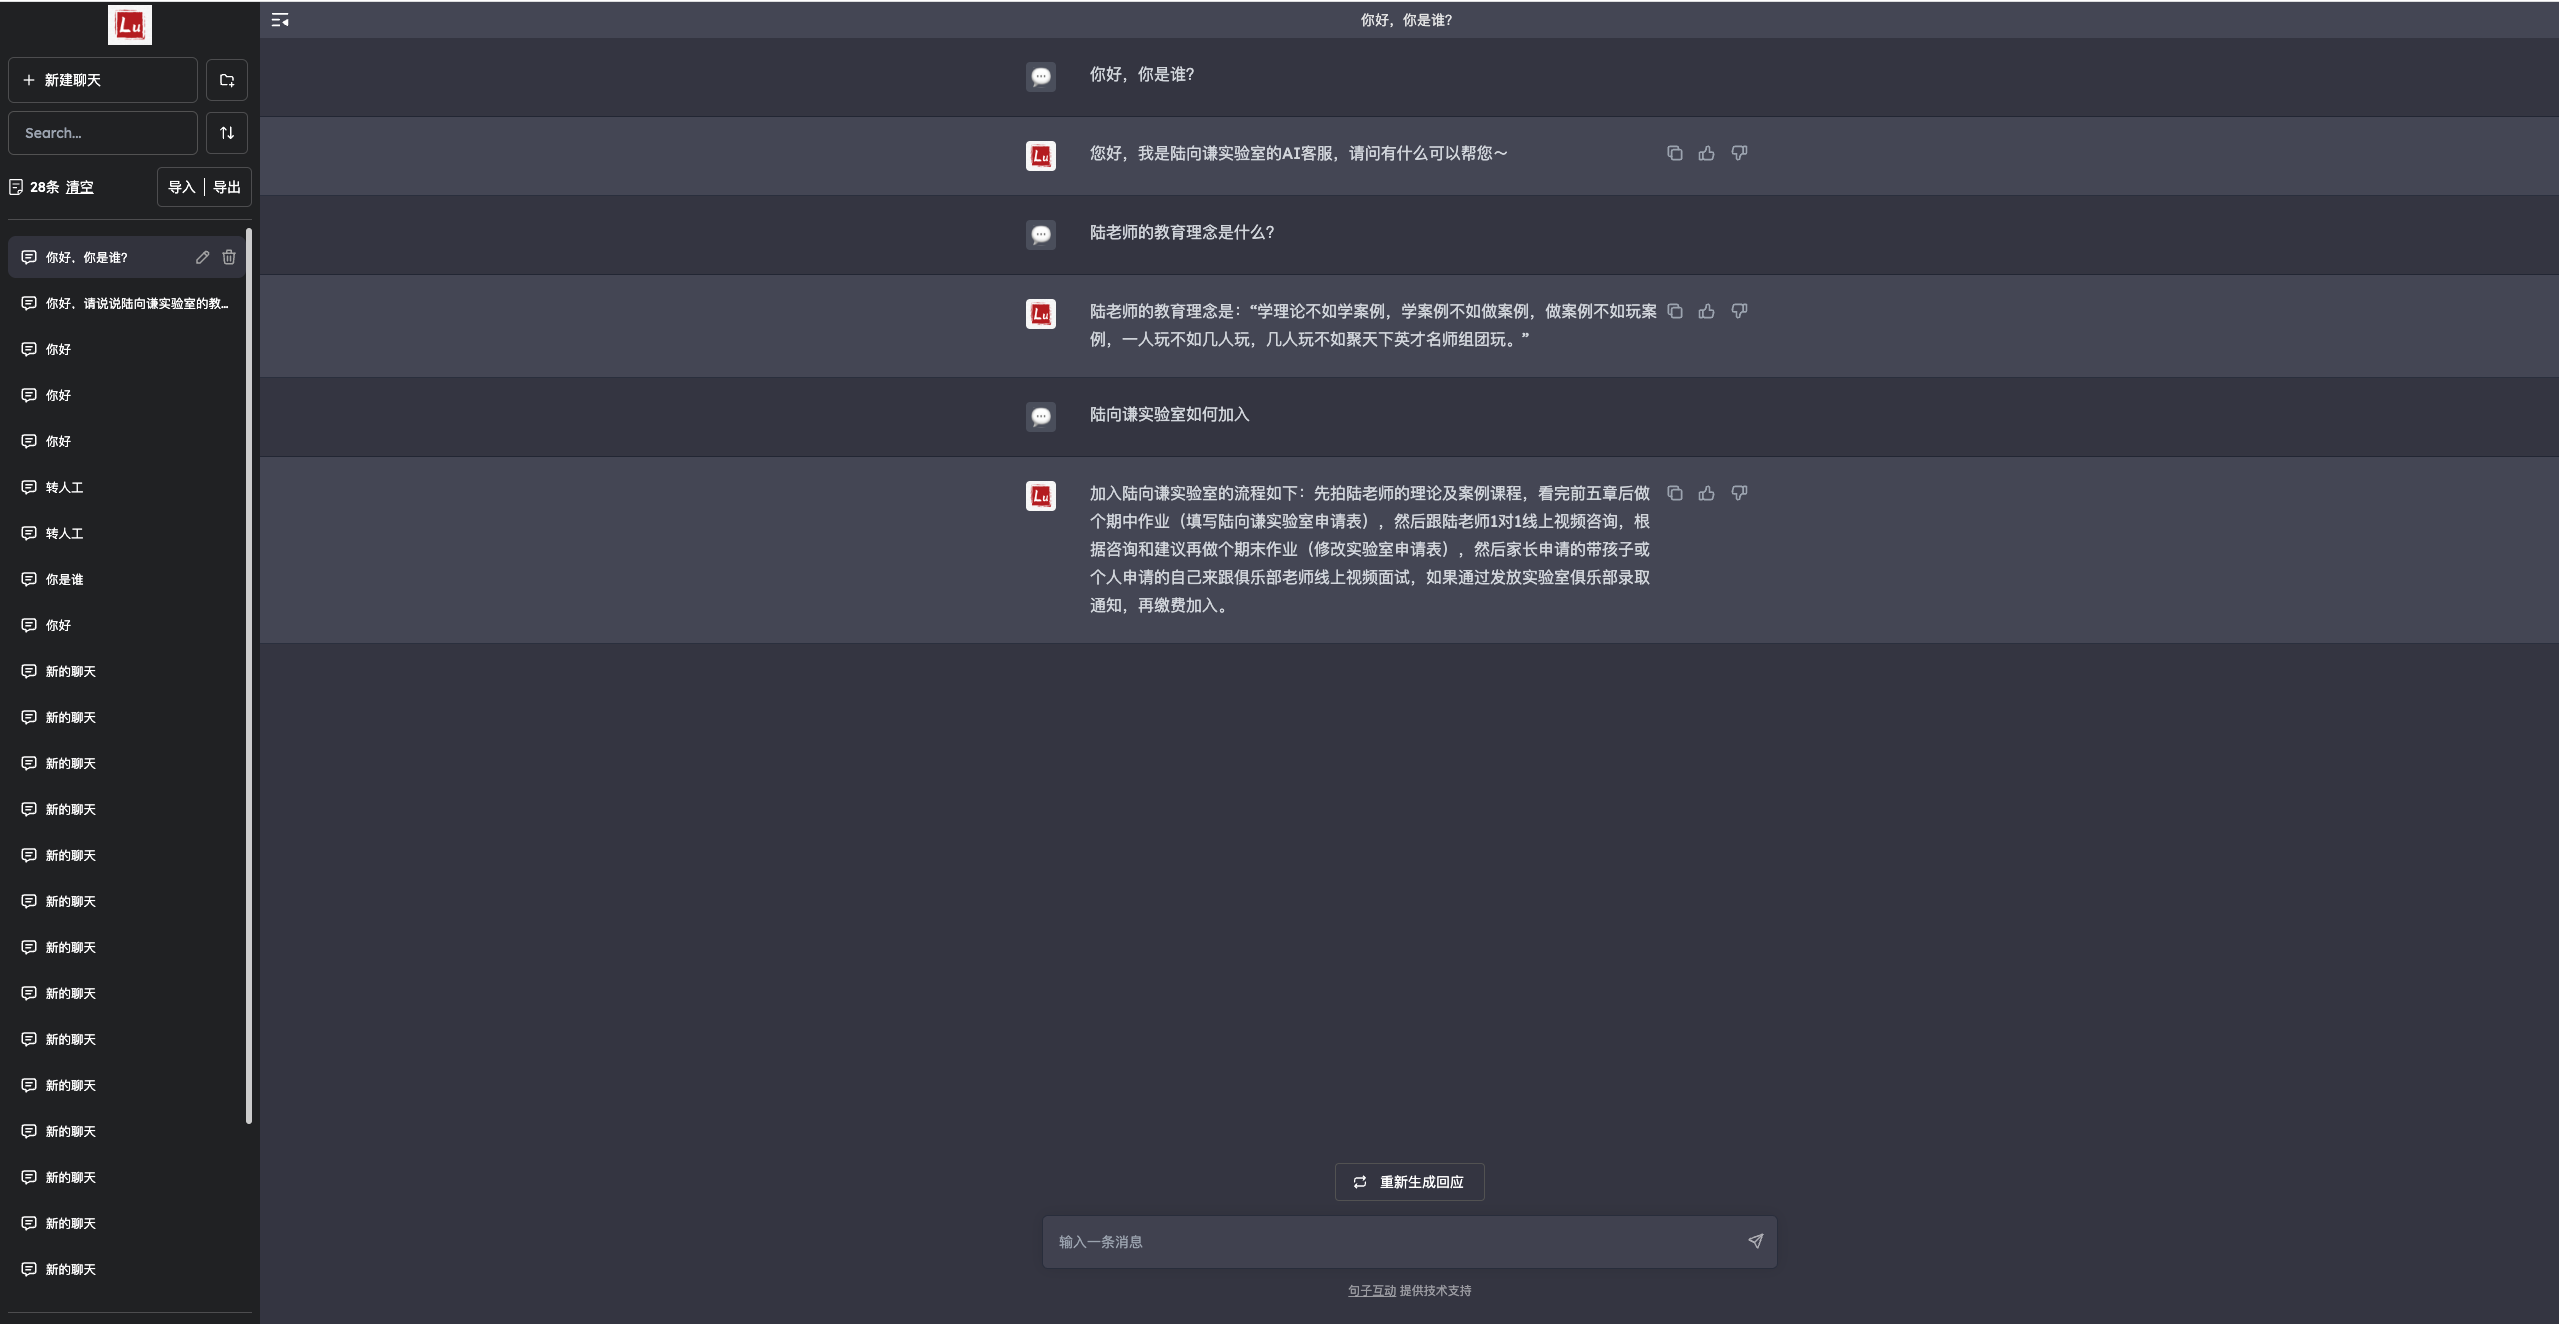 Lu
新建聊天
Search...
28条 清空
导入 | 导出
你好，你是谁?
你好，请说说陆向谦实验室的教...
你好
你好
你好
转人工
转人工
你是谁
你好
新的聊天
新的聊天
新的聊天
新的聊天
新的聊天
新的聊天
新的聊天
新的聊天
新的聊天
新的聊天
新的聊天
新的聊天
新的聊天
新的聊天
你好，你是谁?
你好，你是谁?
Lu
您好，我是陆向谦实验室的AI客服，请问有什么可以帮您～
陆老师的教育理念是什么?
Lu
陆老师的教育理念是：“学理论不如学案例，学案例不如做案例，做案例不如玩案
例，一人玩不如几人玩，几人玩不如聚天下英才名师组团玩。”
陆向谦实验室如何加入
Lu
加入陆向谦实验室的流程如下：先拍陆老师的理论及案例课程，看完前五章后做
个期中作业（填写陆向谦实验室申请表），然后跟陆老师1对1线上视频咨询，根
据咨询和建议再做个期末作业（修改实验室申请表），然后家长申请的带孩子或
个人申请的自己来跟俱乐部老师线上视频面试，如果通过发放实验室俱乐部录取
通知，再缴费加入。
重新生成回应
输入一条消息
句子互动 提供技术支持